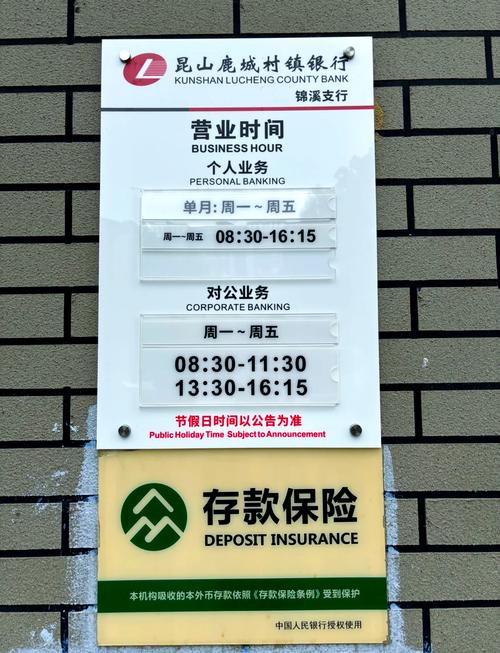 昆山鹿城村镇银行
KUNSHAN LUCHENG COUNTY BANK
锦溪支行
营业时间
BUSINESS HOUR
个人业务
PERSONAL BANKING
单月:周一~周五
周一~周五 08:30-16:15
对公业务
CORPORATE BANKING
周一~周五
08:30-11:30
13:30-16:15
节假日时间以公告为准
Public Holiday Time Subject to Announcement
存款保险
DEPOSIT INSURANCE
本机构吸收的本外币存款依照《存款保险条例》受到保护
中国人民银行授权使用